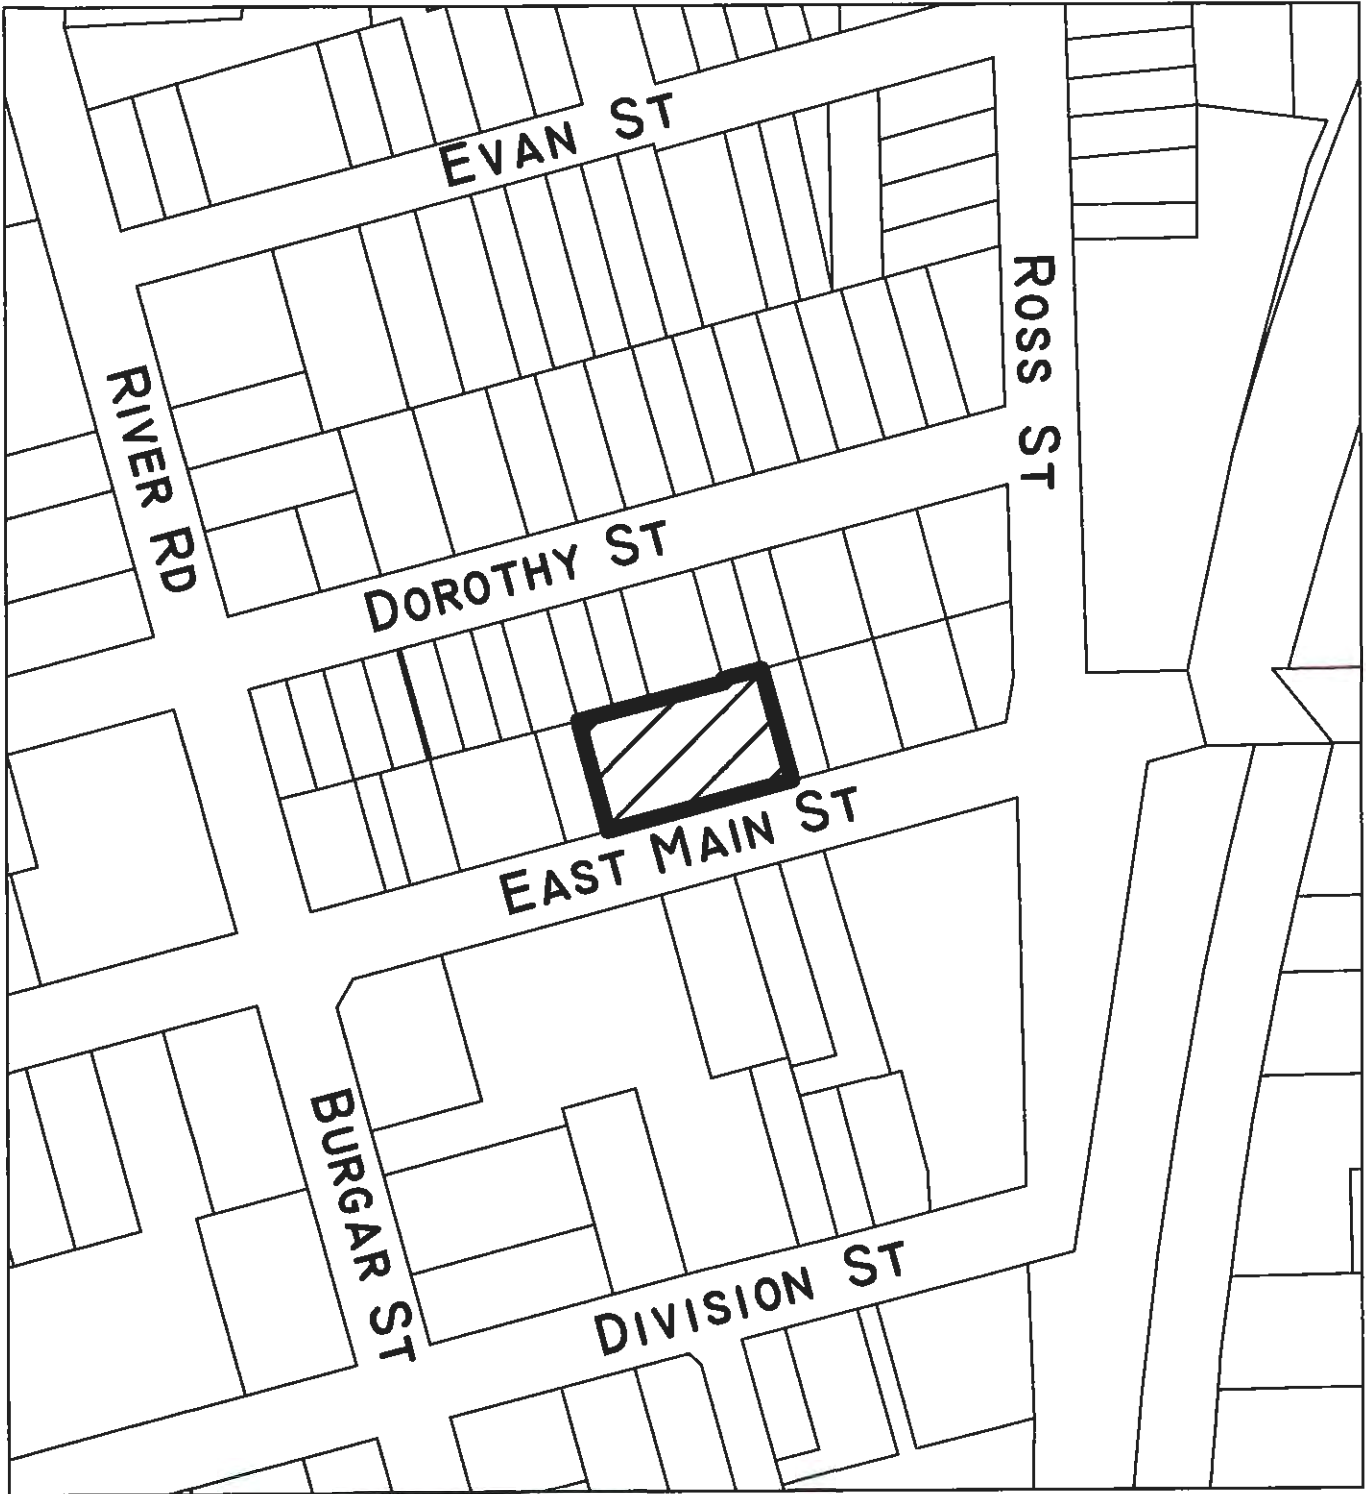 EVAN ST
ROSS ST
RIVER RD
DOROTHY ST
EAST MAIN ST
BURGAR ST
DIVISION ST